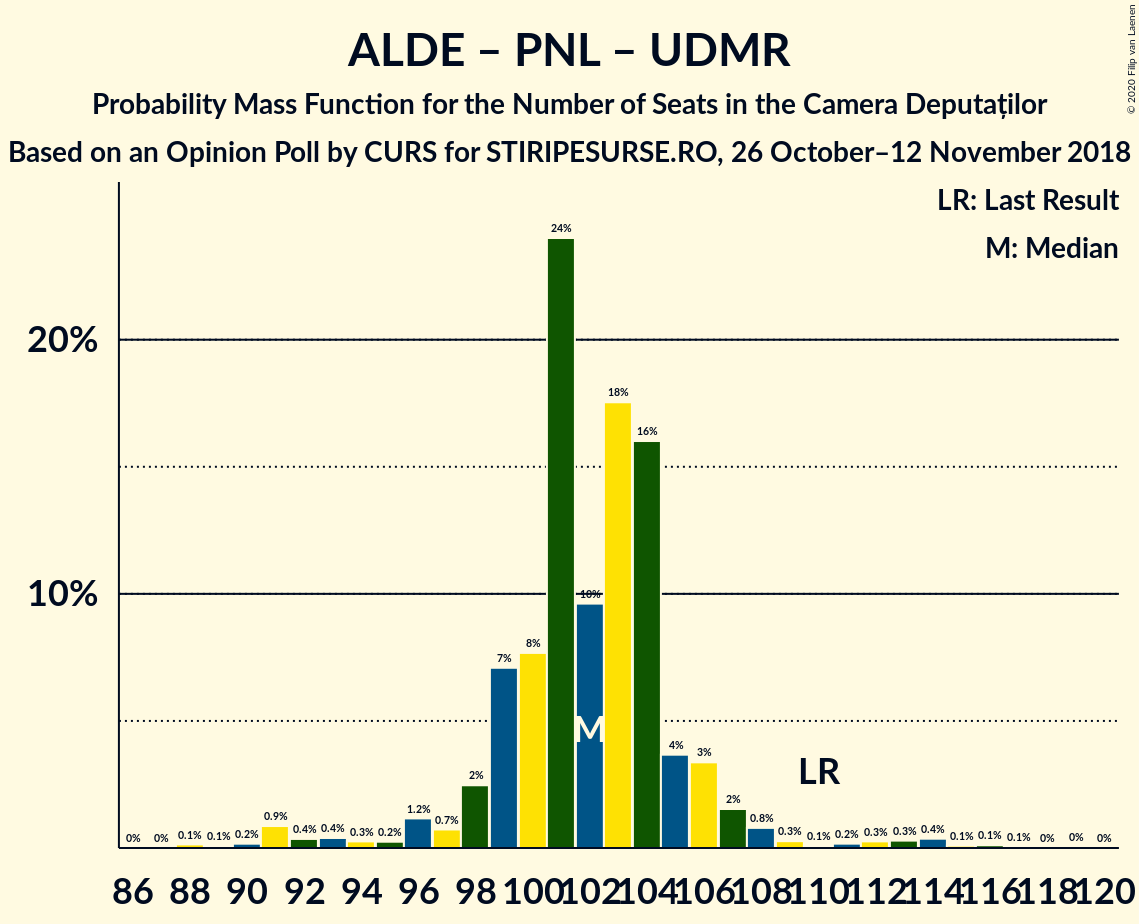 ALDE – PNL – UDMR
Probability Mass Function for the Number of Seats in the Camera Deputaților
Based on an Opinion Poll by CURS for STIRIPESURSE.RO, 26 October–12 November 2018
© 2020 Filip van Laenen
LR: Last Result
M: Median
20%
10%
0% 0% 0.1% 0.1% 0.2% 0.9% 0.4% 0.4% 0.3% 0.2% 1.2% 0.7% 2% 7% 8% 24% 10% 18% 16% 4% 3% 2% 0.8% 0.3% 0.1% 0.2% 0.3% 0.3% 0.4% 0.1% 0.1% 0.1% 0% 0% 0%
M
LR
86 88 90 92 94 96 98 100 102 104 106 108 110 112 114 116 118 120